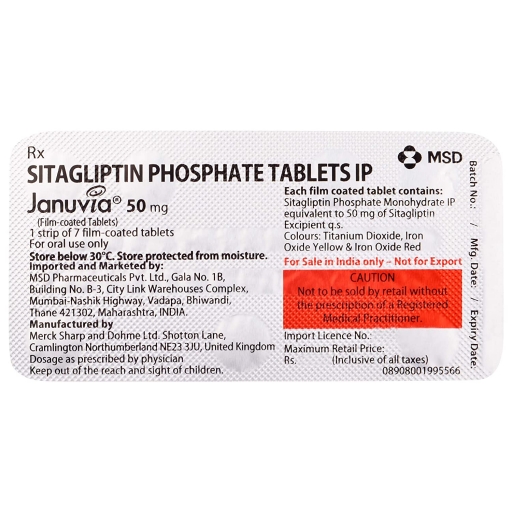 Rx
SITAGLIPTIN PHOSPHATE TABLETS IP
Januvia® 50 mg
(Film-coated Tablets)
1 strip of 7 film-coated tablets
For oral use only
Store below 30°C. Store protected from moisture.
Imported and Marketed by:
MSD Pharmaceuticals Pvt. Ltd., Gala No. 1B,
Building No. B-3, City Link Warehouses Complex,
Mumbai-Nashik Highway, Vadapa, Bhiwandi,
Thane 421302, Maharashtra, INDIA.
Manufactured by
Merck Sharp and Dohme Ltd. Shotton Lane,
Cramlington Northumberland NE23 3JU, United Kingdom
Dosage as prescribed by physician
Keep out of the reach and sight of children.
MSD
Each film coated tablet contains:
Sitagliptin Phosphate Monohydrate IP
equivalent to 50 mg of Sitagliptin
Excipient q.s.
Colours: Titanium Dioxide, Iron
Oxide Yellow & Iron Oxide Red
For Sale in India only – Not for Export
CAUTION
Not to be sold by retail without
the prescription of a Registered
Medical Practitioner.
Import Licence No.:
Maximum Retail Price:
Rs. (Inclusive of all taxes)
08908001995566
Batch No.: / Mfg. Date: / Expiry Date: